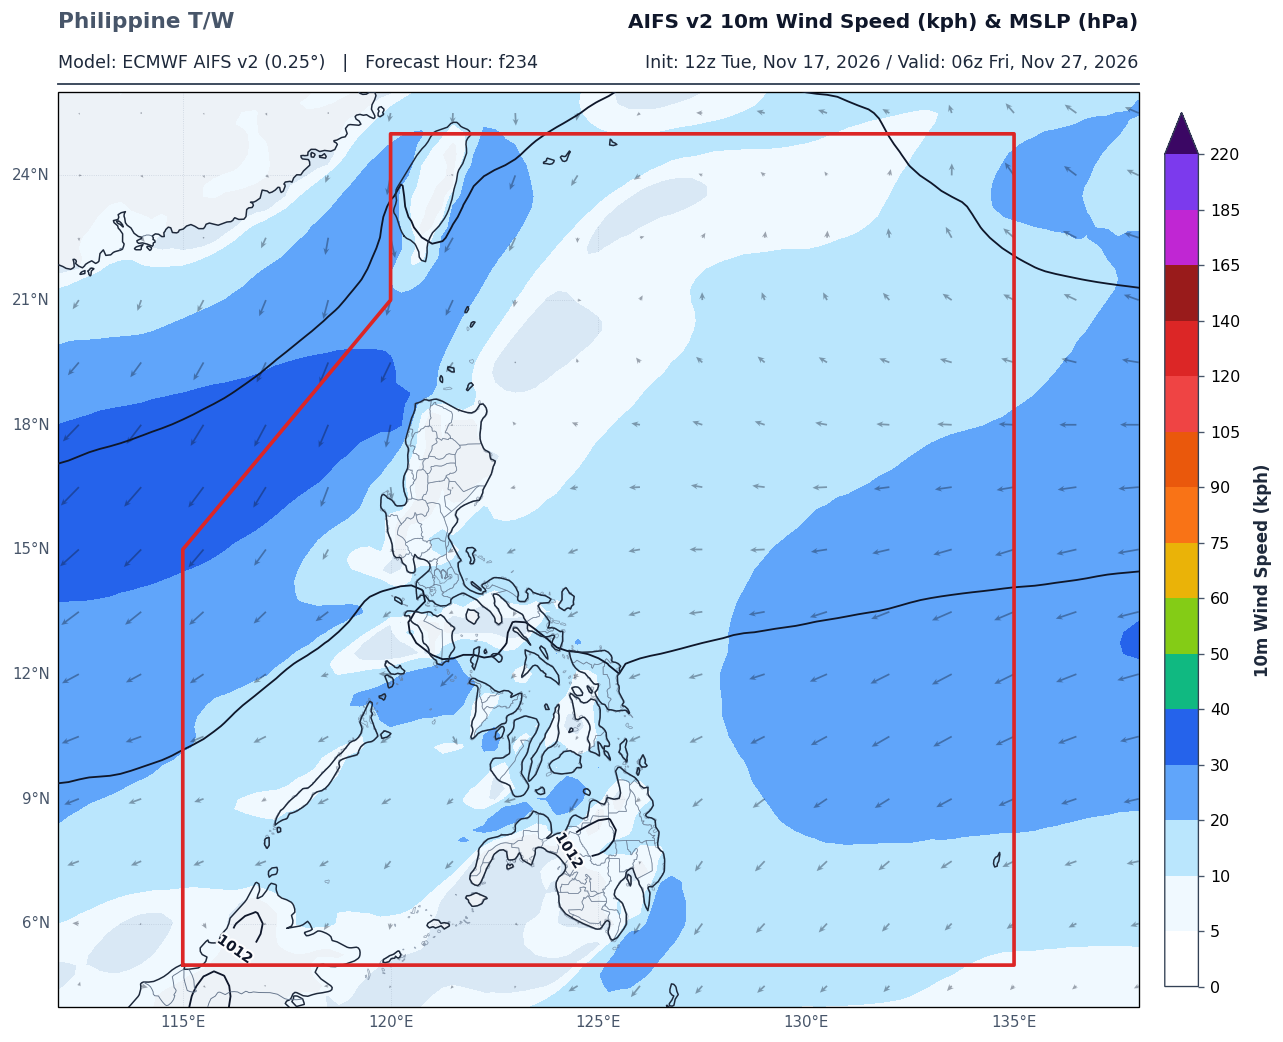 Philippine T/W
AIFS v2 10m Wind Speed (kph) & MSLP (hPa)
Model: ECMWF AIFS v2 (0.25°) | Forecast Hour: f234
Init: 12z Tue, Nov 17, 2026 / Valid: 06z Fri, Nov 27, 2026
24°N
21°N
18°N
15°N
12°N
9°N
6°N
115°E
120°E
125°E
130°E
135°E
1012
1012
220
185
165
140
120
105
90
75
60
50
40
30
20
10
5
0
10m Wind Speed (kph)